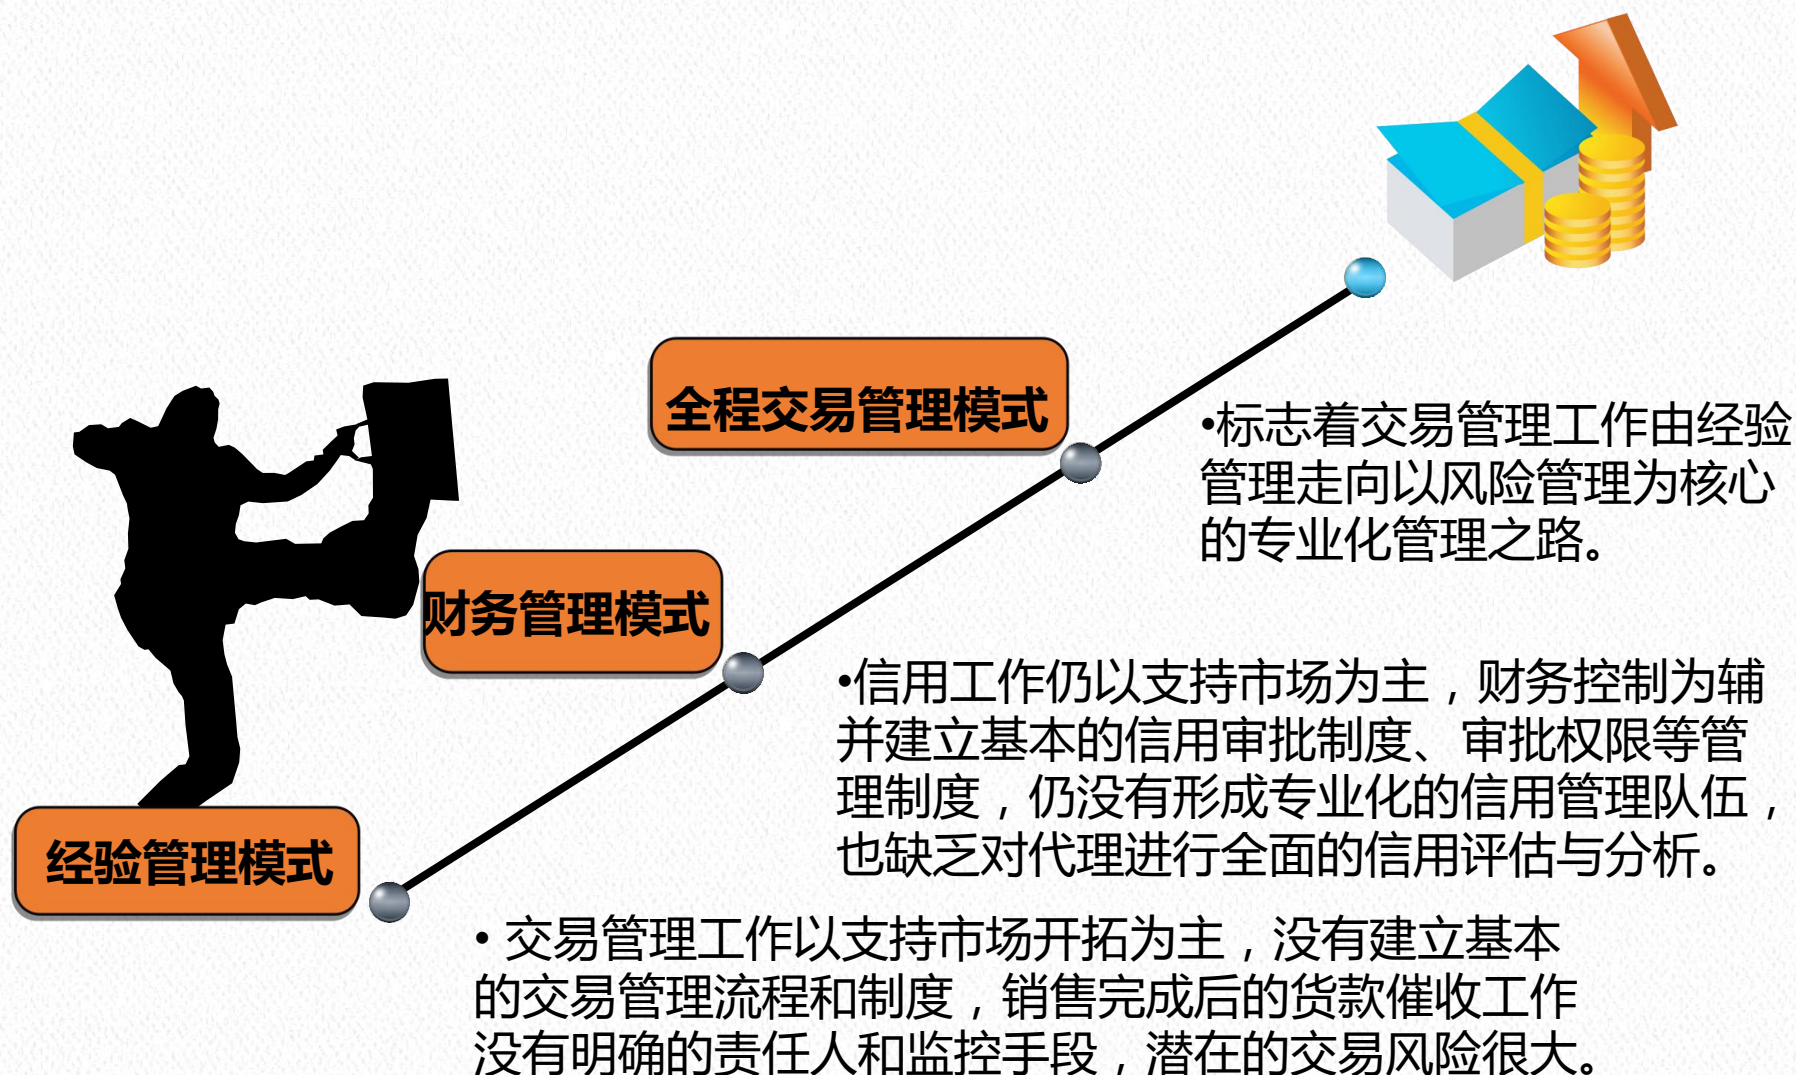 全程交易管理模式
•标志着交易管理工作由经验
管理走向以风险管理为核心
的专业化管理之路。
财务管理模式
•信用工作仍以支持市场为主，财务控制为辅
并建立基本的信用审批制度、审批权限等管
理制度，仍没有形成专业化的信用管理队伍，
也缺乏对代理进行全面的信用评估与分析。
经验管理模式
• 交易管理工作以支持市场开拓为主，没有建立基本
的交易管理流程和制度，销售完成后的货款催收工作
没有明确的责任人和监控手段，潜在的交易风险很大。